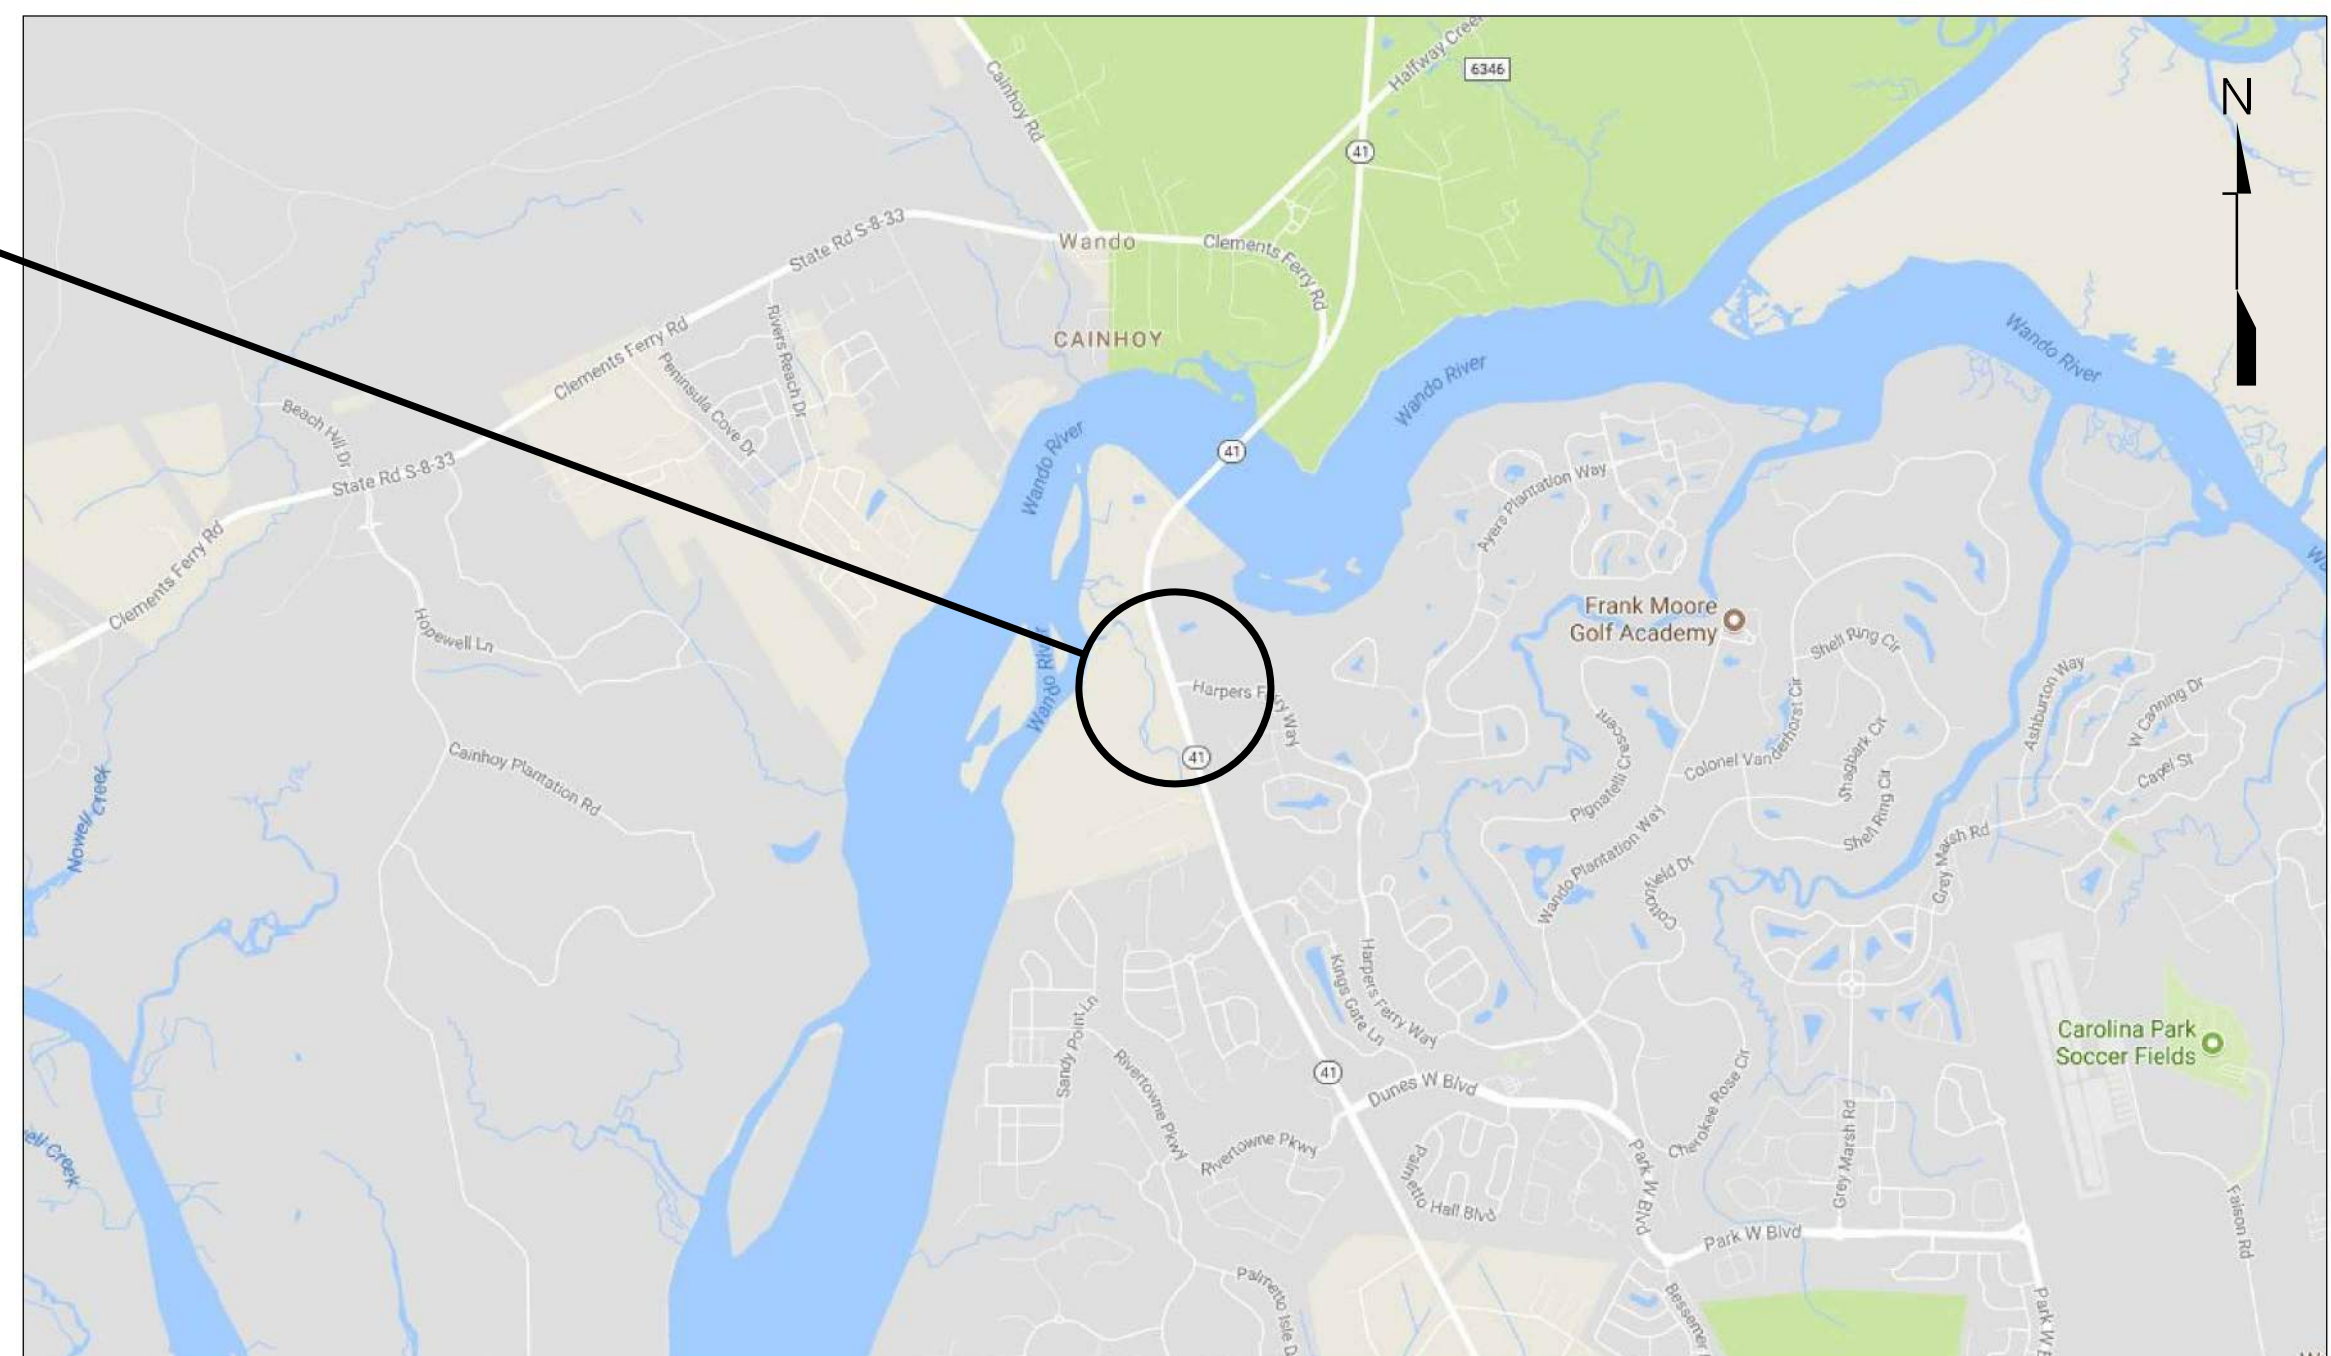 Halfway Creek
6346
N
Cainhoy Rd
41
State Rd S-8-33
Wando
Clements Ferry Rd
CAINHOY
Rivers Reach Dr
Clements Ferry Rd
Peninsula Cove Dr
Wando River
Wando River
Beach Hill Dr
State Rd S-8-33
41
Wando River
Ayers Plantation Way
Clements Ferry Rd
Frank Moore
Golf Academy
Hopewell Ln
Shell Ring Cir
Wando River
Wando
Harpers Ferry Way
Ashburton Way
W Canning Dr
Pignatelli Crescent
Colonel Vanderhorst Cir
Shagbark Cir
Capel St
41
Cainhoy Plantation Rd
Shell Ring Cir
Nowell Creek
Wando Plantation Way
Cottonfield Dr
Grey Marsh Rd
Kings Gate Ln
Harpers Ferry Way
Sandy Point Ln
Carolina Park
Soccer Fields
41
Dunes W Blvd
Rivertowne Pkwy
Rivertowne Pkwy
Cherokee Rose Cir
ell Creek
Palmetto Hall Blvd
Park W Blvd
Grey Marsh Rd
Park W Blvd
Faison Rd
Palmetto Isle D
Bessemer
Park W B